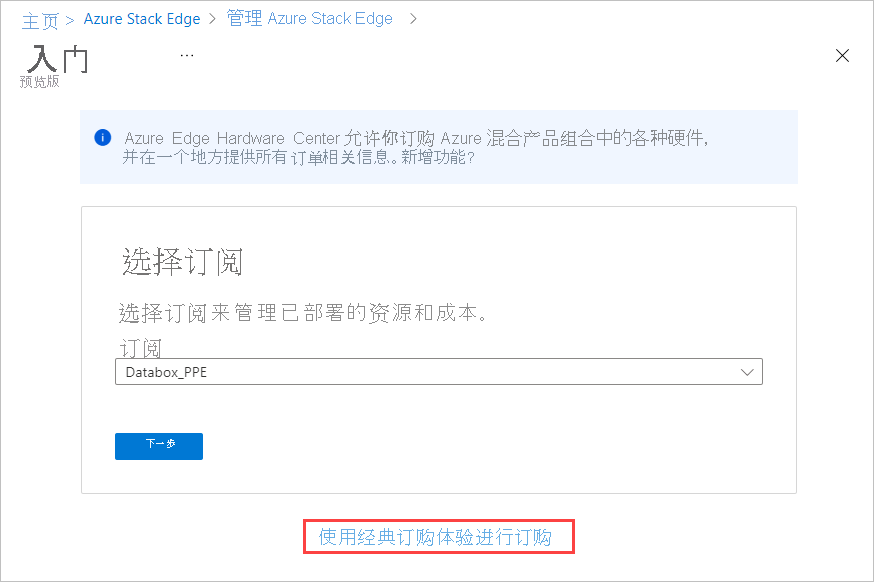 主页 > Azure Stack Edge > 管理 Azure Stack Edge >
入门 ...
预览版
Azure Edge Hardware Center 允许你订购 Azure 混合产品组合中的各种硬件,
并在一个地方提供所有订单相关信息。新增功能?
选择订阅
选择订阅来管理已部署的资源和成本。
订阅
Databox_PPE
下一步
使用经典订购体验进行订购